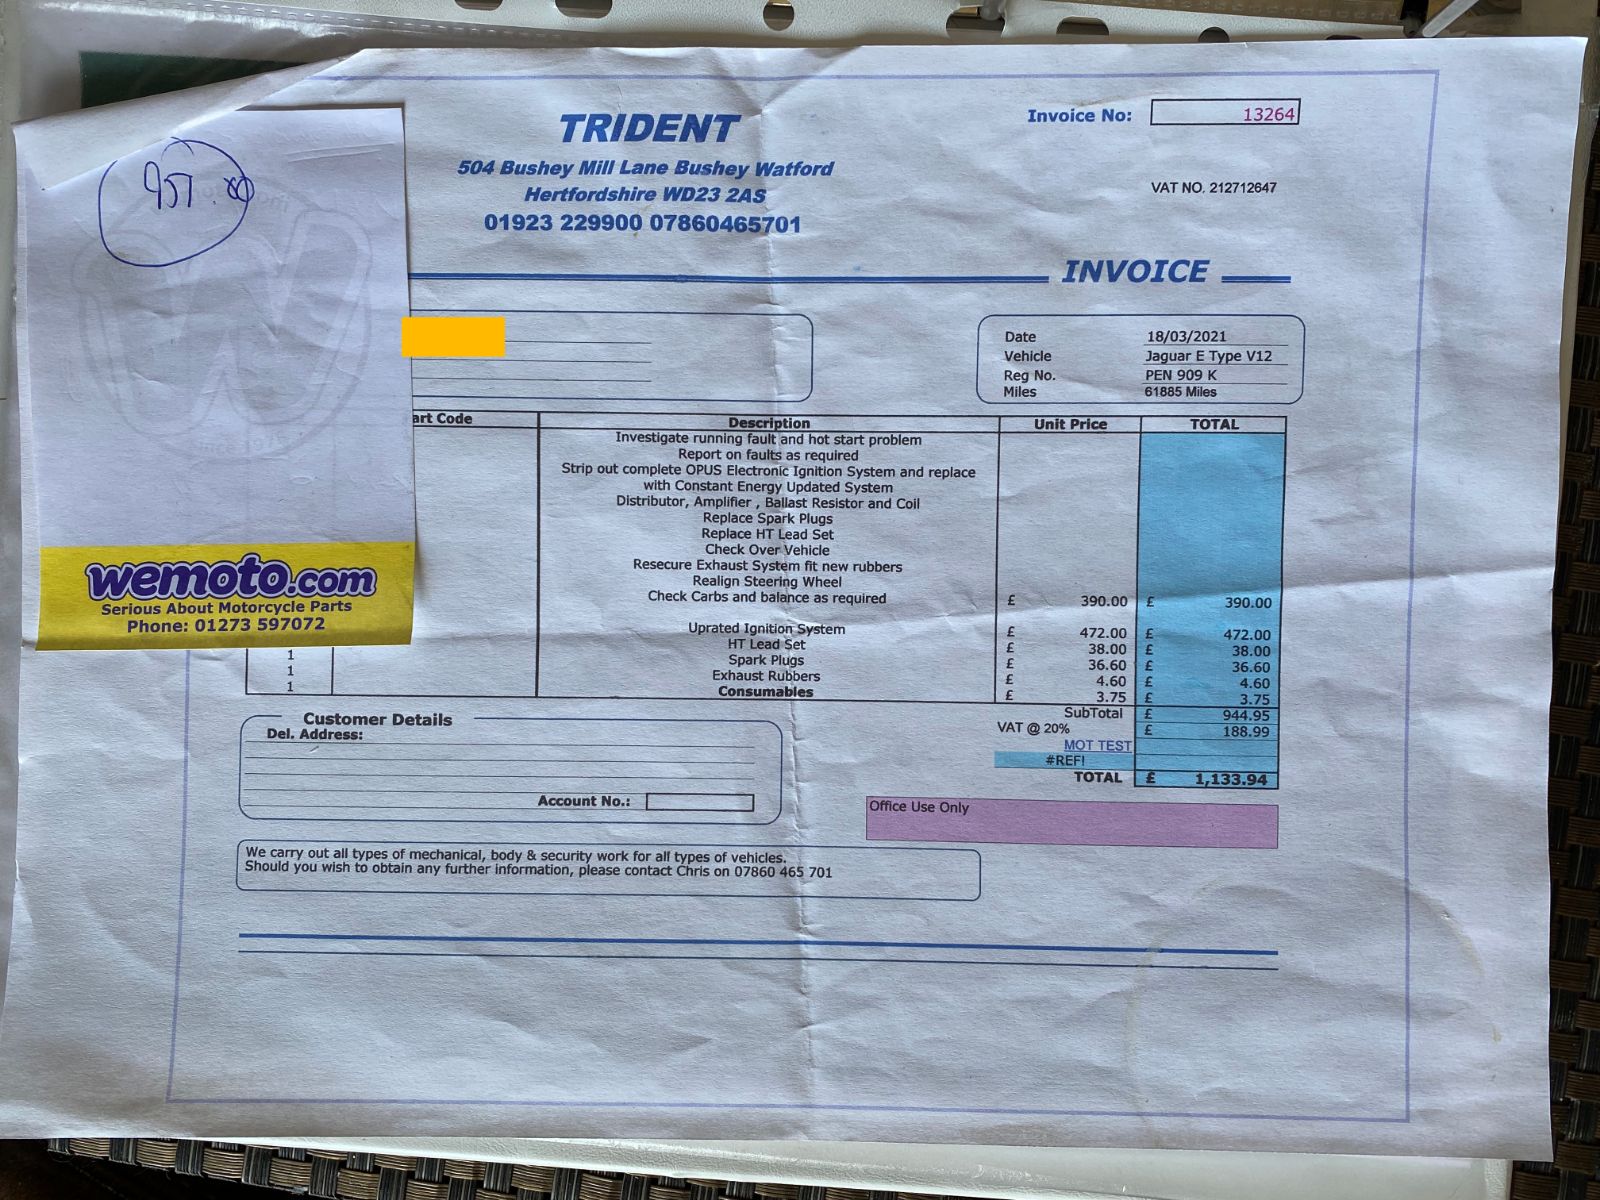 TRIDENT
504 Bushey Mill Lane Bushey Watford
Hertfordshire WD23 2AS
01923 229900 07860465701
Invoice No: 13264
VAT NO. 212712647
INVOICE
Date 18/03/2021
Vehicle Jaguar E Type V12
Reg No. PEN 909 K
Miles 61885 Miles
wemoto.com
Serious About Motorcycle Parts
Phone: 01273 597072
art Code Description Unit Price TOTAL
Investigate running fault and hot start problem
Report on faults as required
Strip out complete OPUS Electronic Ignition System and replace
with Constant Energy Updated System
Distributor, Amplifier , Ballast Resistor and Coil
Replace Spark Plugs
Replace HT Lead Set
Check Over Vehicle
Resecure Exhaust System fit new rubbers
Realign Steering Wheel
Check Carbs and balance as required £ 390.00 £ 390.00
Uprated Ignition System £ 472.00 £ 472.00
HT Lead Set £ 38.00 £ 38.00
1 Spark Plugs £ 36.60 £ 36.60
1 Exhaust Rubbers £ 4.60 £ 4.60
1 Consumables £ 3.75 £ 3.75
SubTotal £ 944.95
VAT @ 20% £ 188.99
MOT TEST
#REF!
TOTAL £ 1,133.94
Customer Details
Del. Address:
Account No.:
Office Use Only
We carry out all types of mechanical, body & security work for all types of vehicles.
Should you wish to obtain any further information, please contact Chris on 07860 465 701